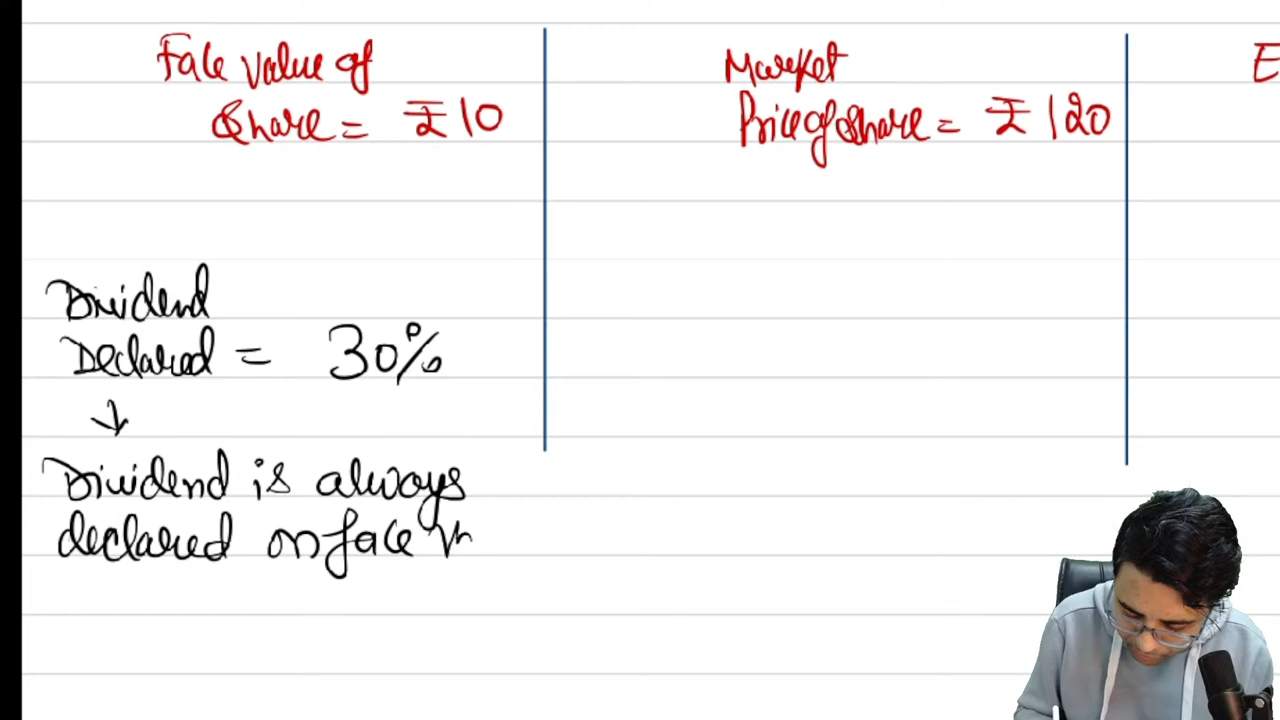 Face Value of
Share = ₹10
Market
Price of Share = ₹120
E
Dividend
Declared = 30%
Dividend is always
declared on face